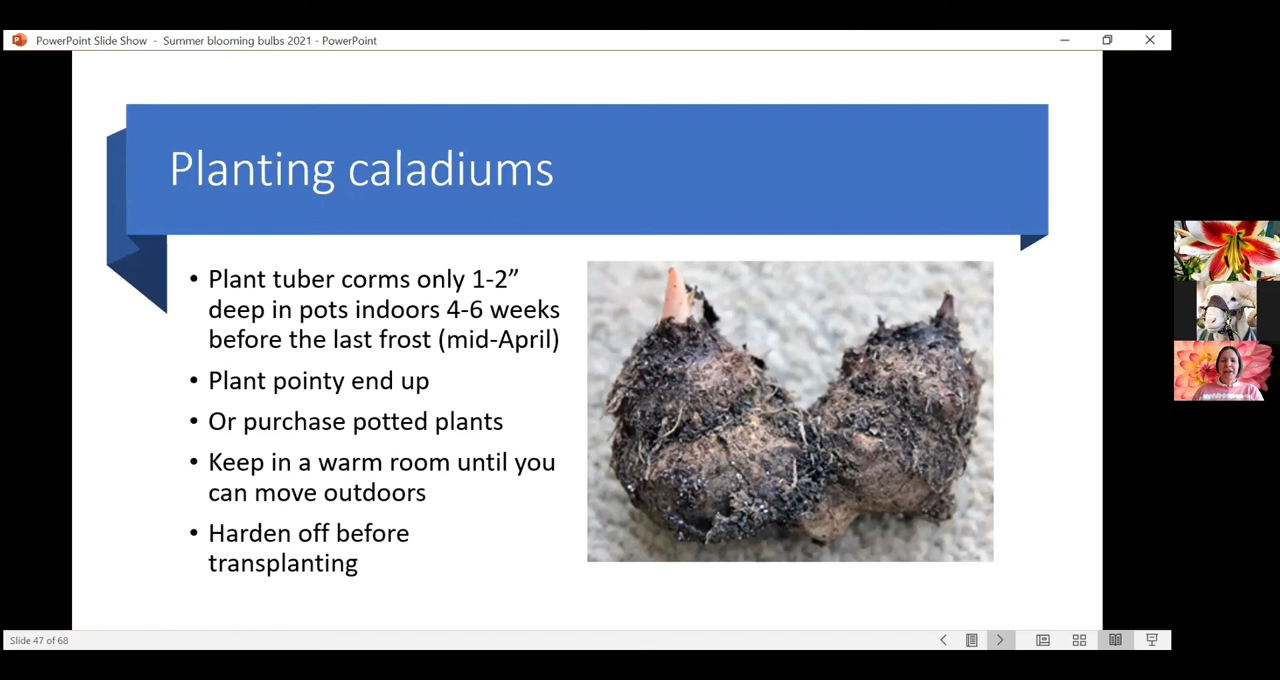 PowerPoint Slide Show - Summer blooming bulbs 2021 - PowerPoint
Planting caladiums
• Plant tuber corms only 1-2”
deep in pots indoors 4-6 weeks
before the last frost (mid-April)
• Plant pointy end up
• Or purchase potted plants
• Keep in a warm room until you
can move outdoors
• Harden off before
transplanting
Slide 47 of 68